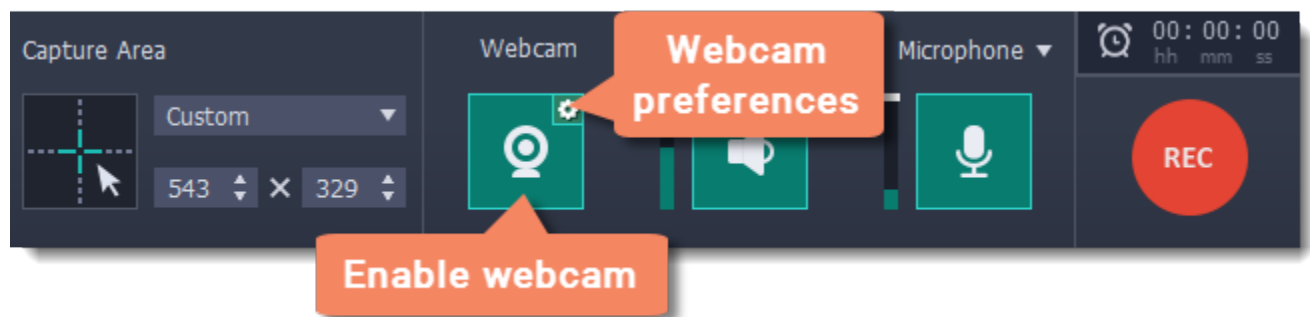 Capture Area
Custom
543 × 329
Webcam
Webcam
preferences
Enable webcam
Microphone
00:00:00
hh mm ss
REC